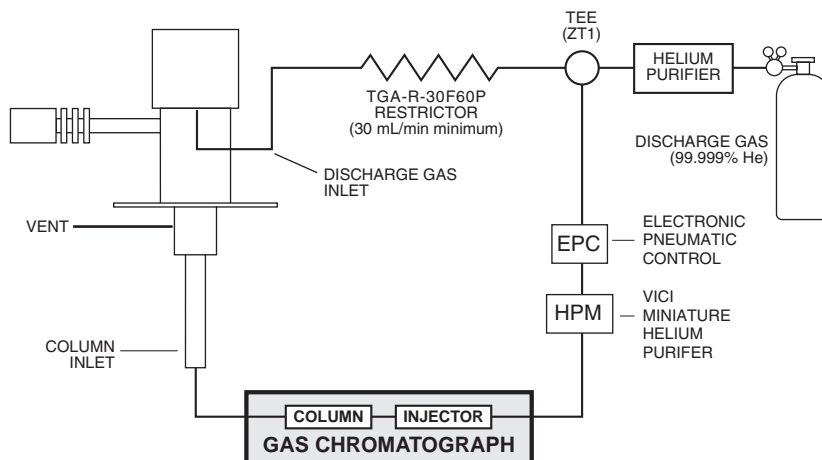 TEE
(ZT1)
HELIUM
PURIFIER
TGA-R-30F60P
RESTRICTOR
(30 mL/min minimum)
DISCHARGE GAS
(99.999% He)
DISCHARGE GAS
INLET
VENT
EPC
ELECTRONIC
PNEUMATIC
CONTROL
HPM
VICI
MINIATURE
HELIUM
PURIFER
COLUMN
INLET
COLUMN
INJECTOR
GAS CHROMATOGRAPH